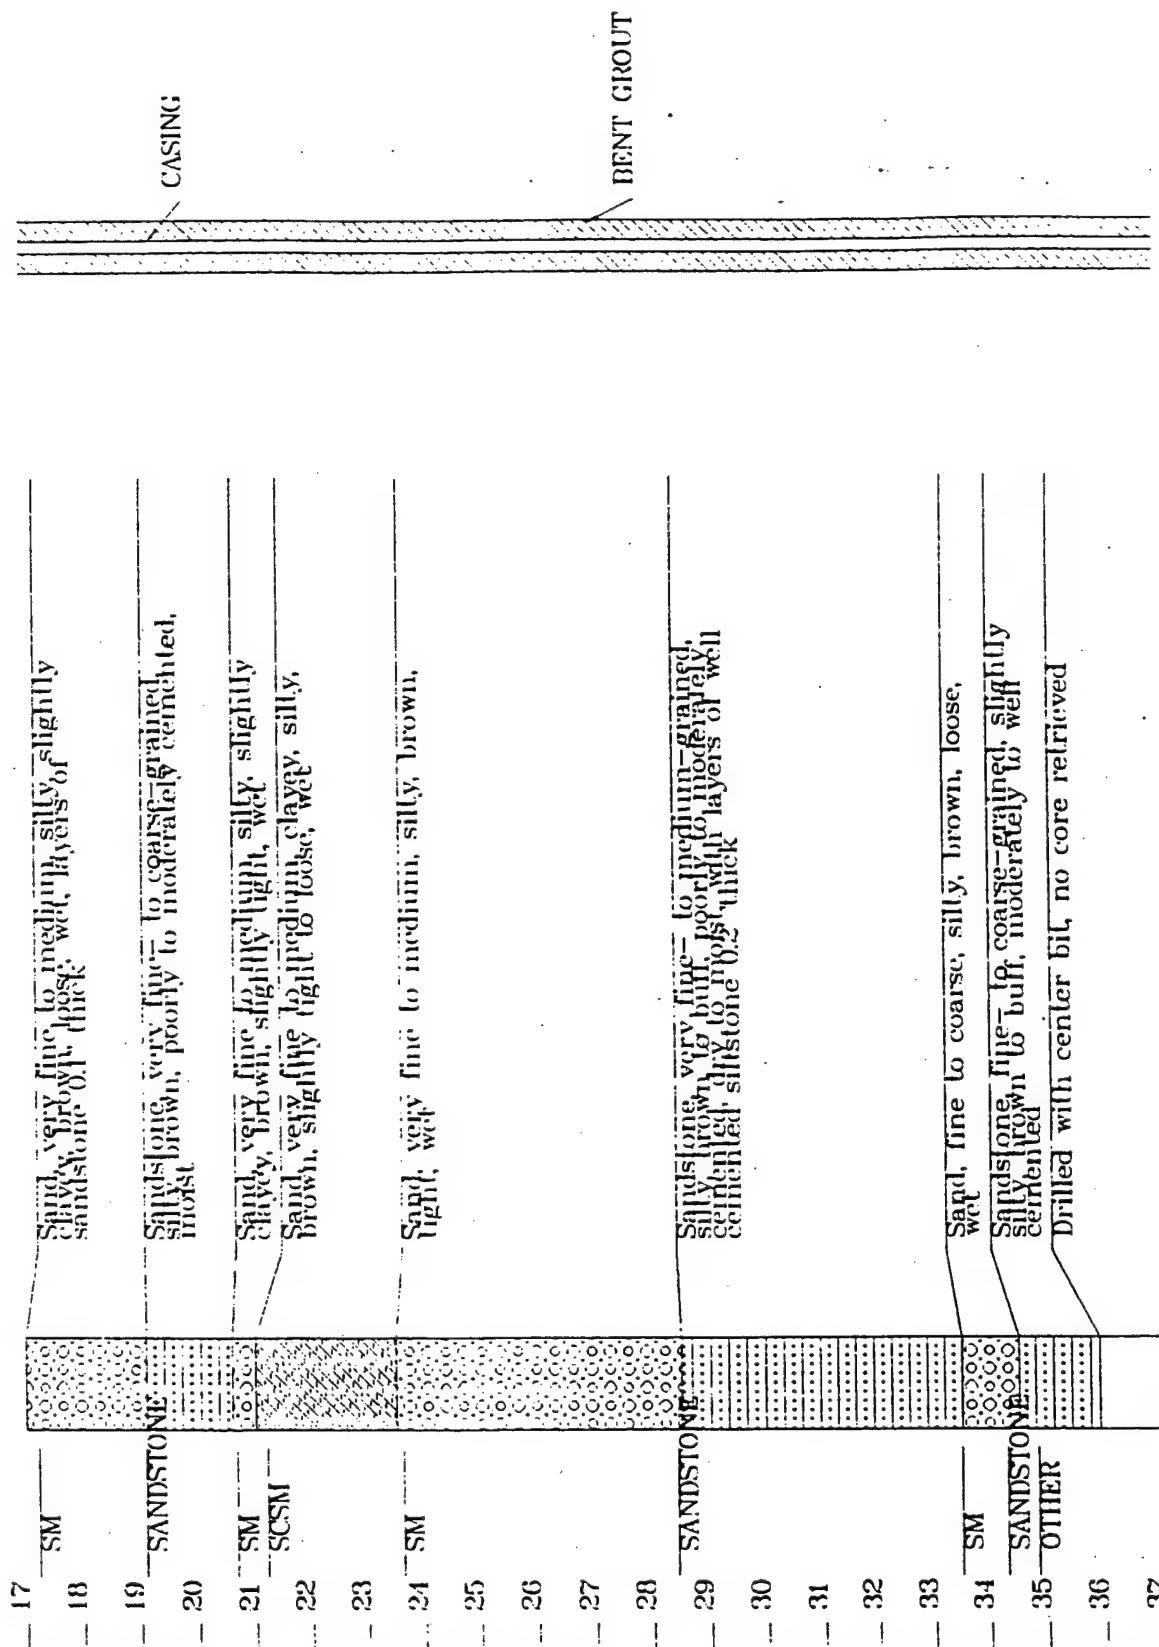 17
18
19
20
21
22
23
24
25
26
27
28
29
30
31
32
33
34
35
36
37
SM
SANDSTONE
SM
SCSM
SM
SANDSTONE
SM
SANDSTONE
OTHER
Sand, very fine to medium, silty, slightly
clayey, brown, loose, wet, layers of
sandstone 0.1" thick
Sandstone, very fine- to coarse-grained,
silty, brown, poorly to moderately cemented,
moist
Sand, very fine to medium, silty, slightly
clayey, brown, slightly tight, wet
Sand, very fine to medium, clayey, silty,
brown, slightly tight to loose, wet
Sand, very fine to medium, silty, brown,
tight, wet
Sandstone, very fine- to medium-grained,
silty, brown to buff, poorly to moderately
cemented, dry to moist, with layers of well
cemented siltstone 0.2" thick
Sand, fine to coarse, silty, brown, loose,
wet
Sandstone, fine- to coarse-grained, slightly
silty, brown to buff, moderately to well
cemented
Drilled with center bit, no core retrieved
CASING
BENT GROUT